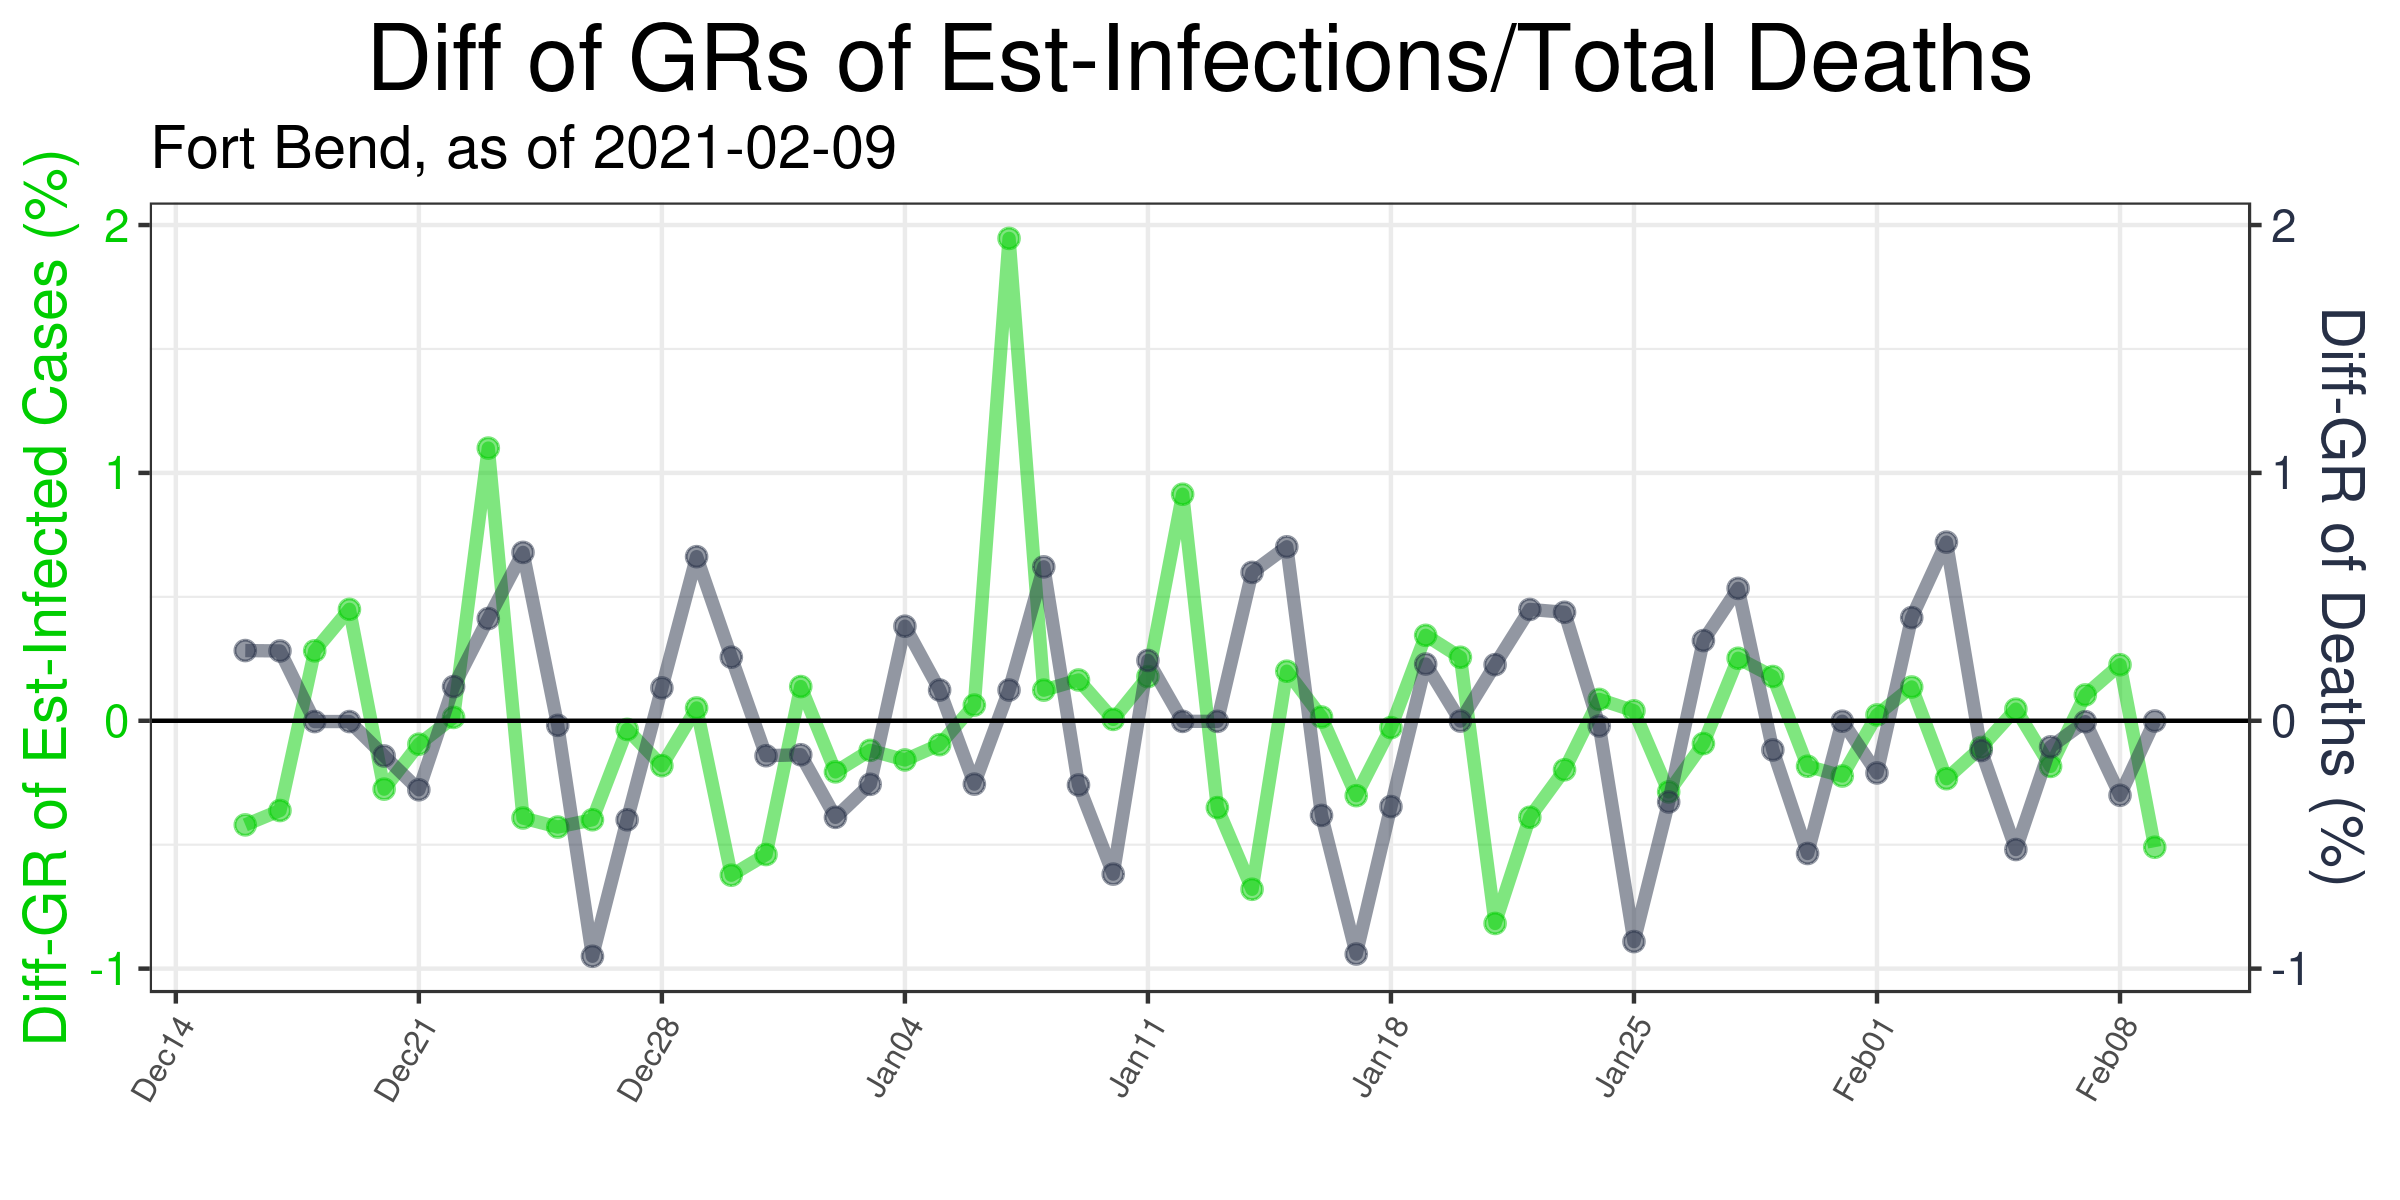 Diff of GRs of Est-Infections/Total Deaths
Fort Bend, as of 2021-02-09
Diff-GR of Est-Infected Cases (%)
2
1
0
-1
2
1
0
-1
Diff-GR of Deaths (%)
Dec14
Dec21
Dec28
Jan04
Jan11
Jan18
Jan25
Feb01
Feb08